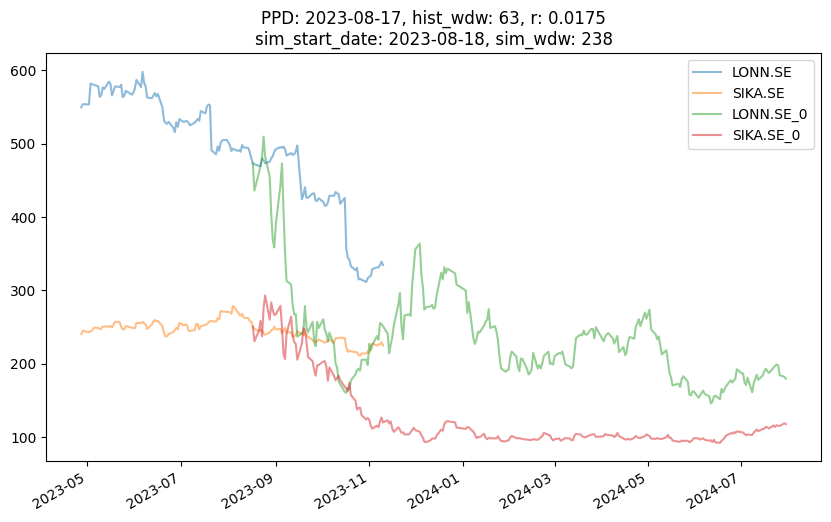 PPD: 2023-08-17, hist_wdw: 63, r: 0.0175
sim_start_date: 2023-08-18, sim_wdw: 238
LONN.SE
SIKA.SE
LONN.SE_0
SIKA.SE_0
600
500
400
300
200
100
2023-05
2023-07
2023-09
2023-11
2024-01
2024-03
2024-05
2024-07